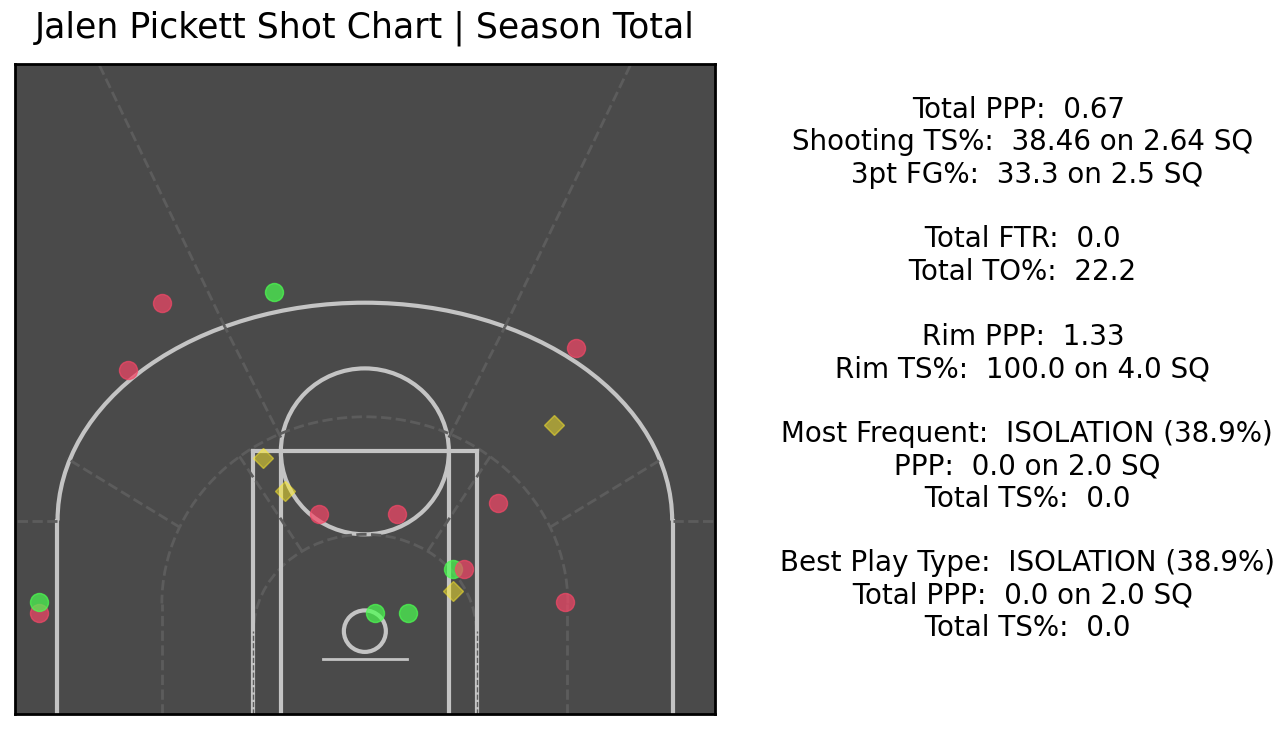 Jalen Pickett Shot Chart | Season Total
Total PPP:  0.67
Shooting TS%:  38.46 on 2.64 SQ
3pt FG%:  33.3 on 2.5 SQ
Total FTR:  0.0
Total TO%:  22.2
Rim PPP:  1.33
Rim TS%:  100.0 on 4.0 SQ
Most Frequent:  ISOLATION (38.9%)
PPP:  0.0 on 2.0 SQ
Total TS%:  0.0
Best Play Type:  ISOLATION (38.9%)
Total PPP:  0.0 on 2.0 SQ
Total TS%:  0.0